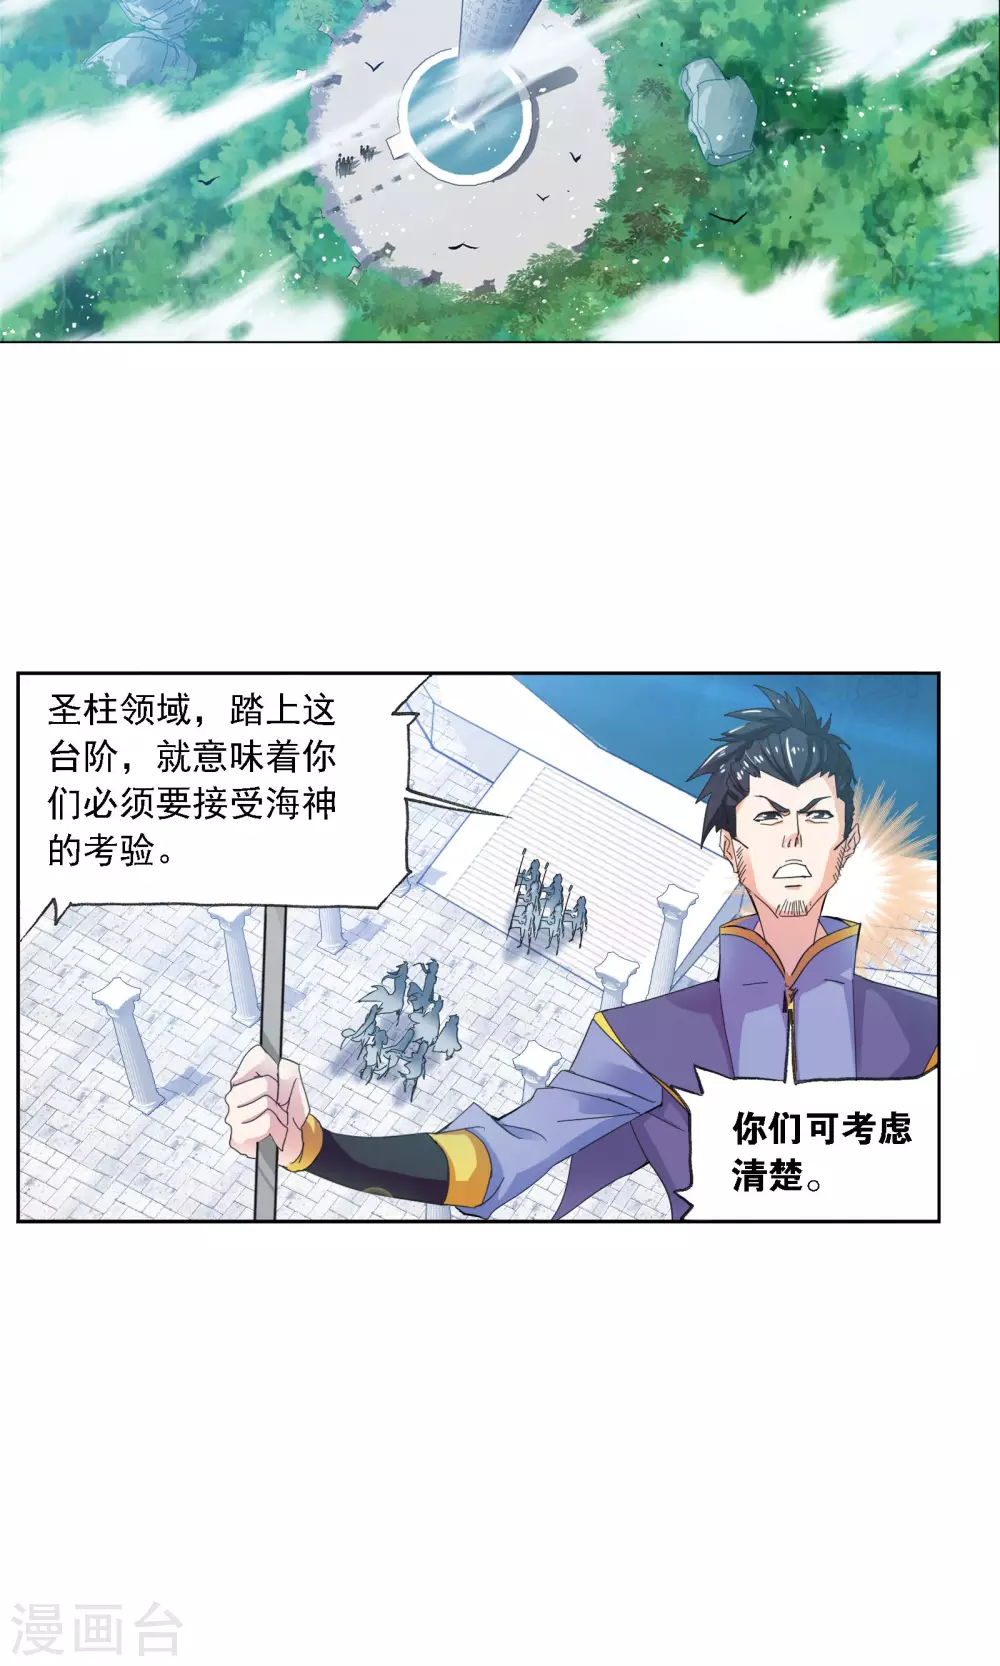 圣柱领域，踏上这
台阶，就意味着你
们必须要接受海神
的考验。
你们可考虑
清楚。
漫画台